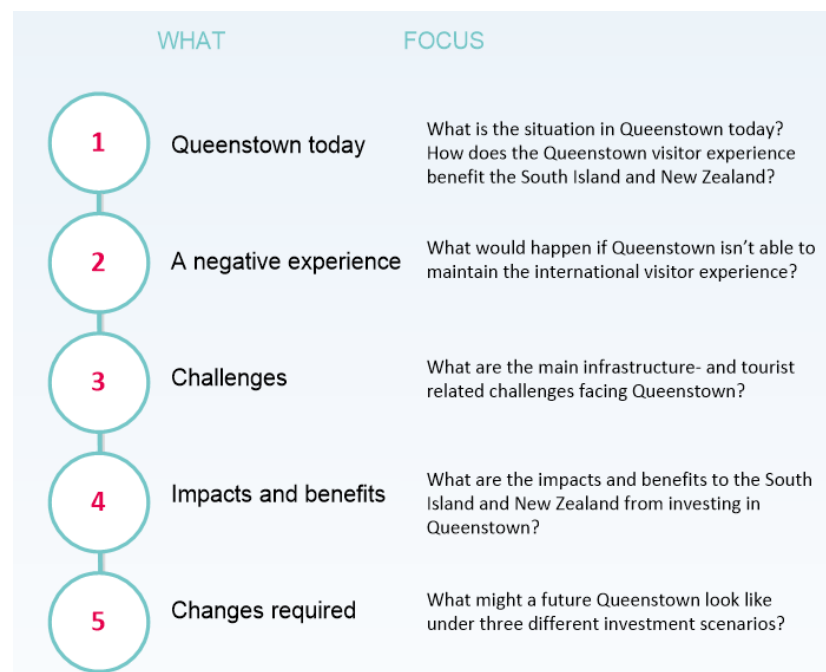 WHAT FOCUS
1 Queenstown today
What is the situation in Queenstown today?
How does the Queenstown visitor experience
benefit the South Island and New Zealand?
2 A negative experience
What would happen if Queenstown isn’t able to
maintain the international visitor experience?
3 Challenges
What are the main infrastructure- and tourist
related challenges facing Queenstown?
4 Impacts and benefits
What are the impacts and benefits to the South
Island and New Zealand from investing in
Queenstown?
5 Changes required
What might a future Queenstown look like
under three different investment scenarios?